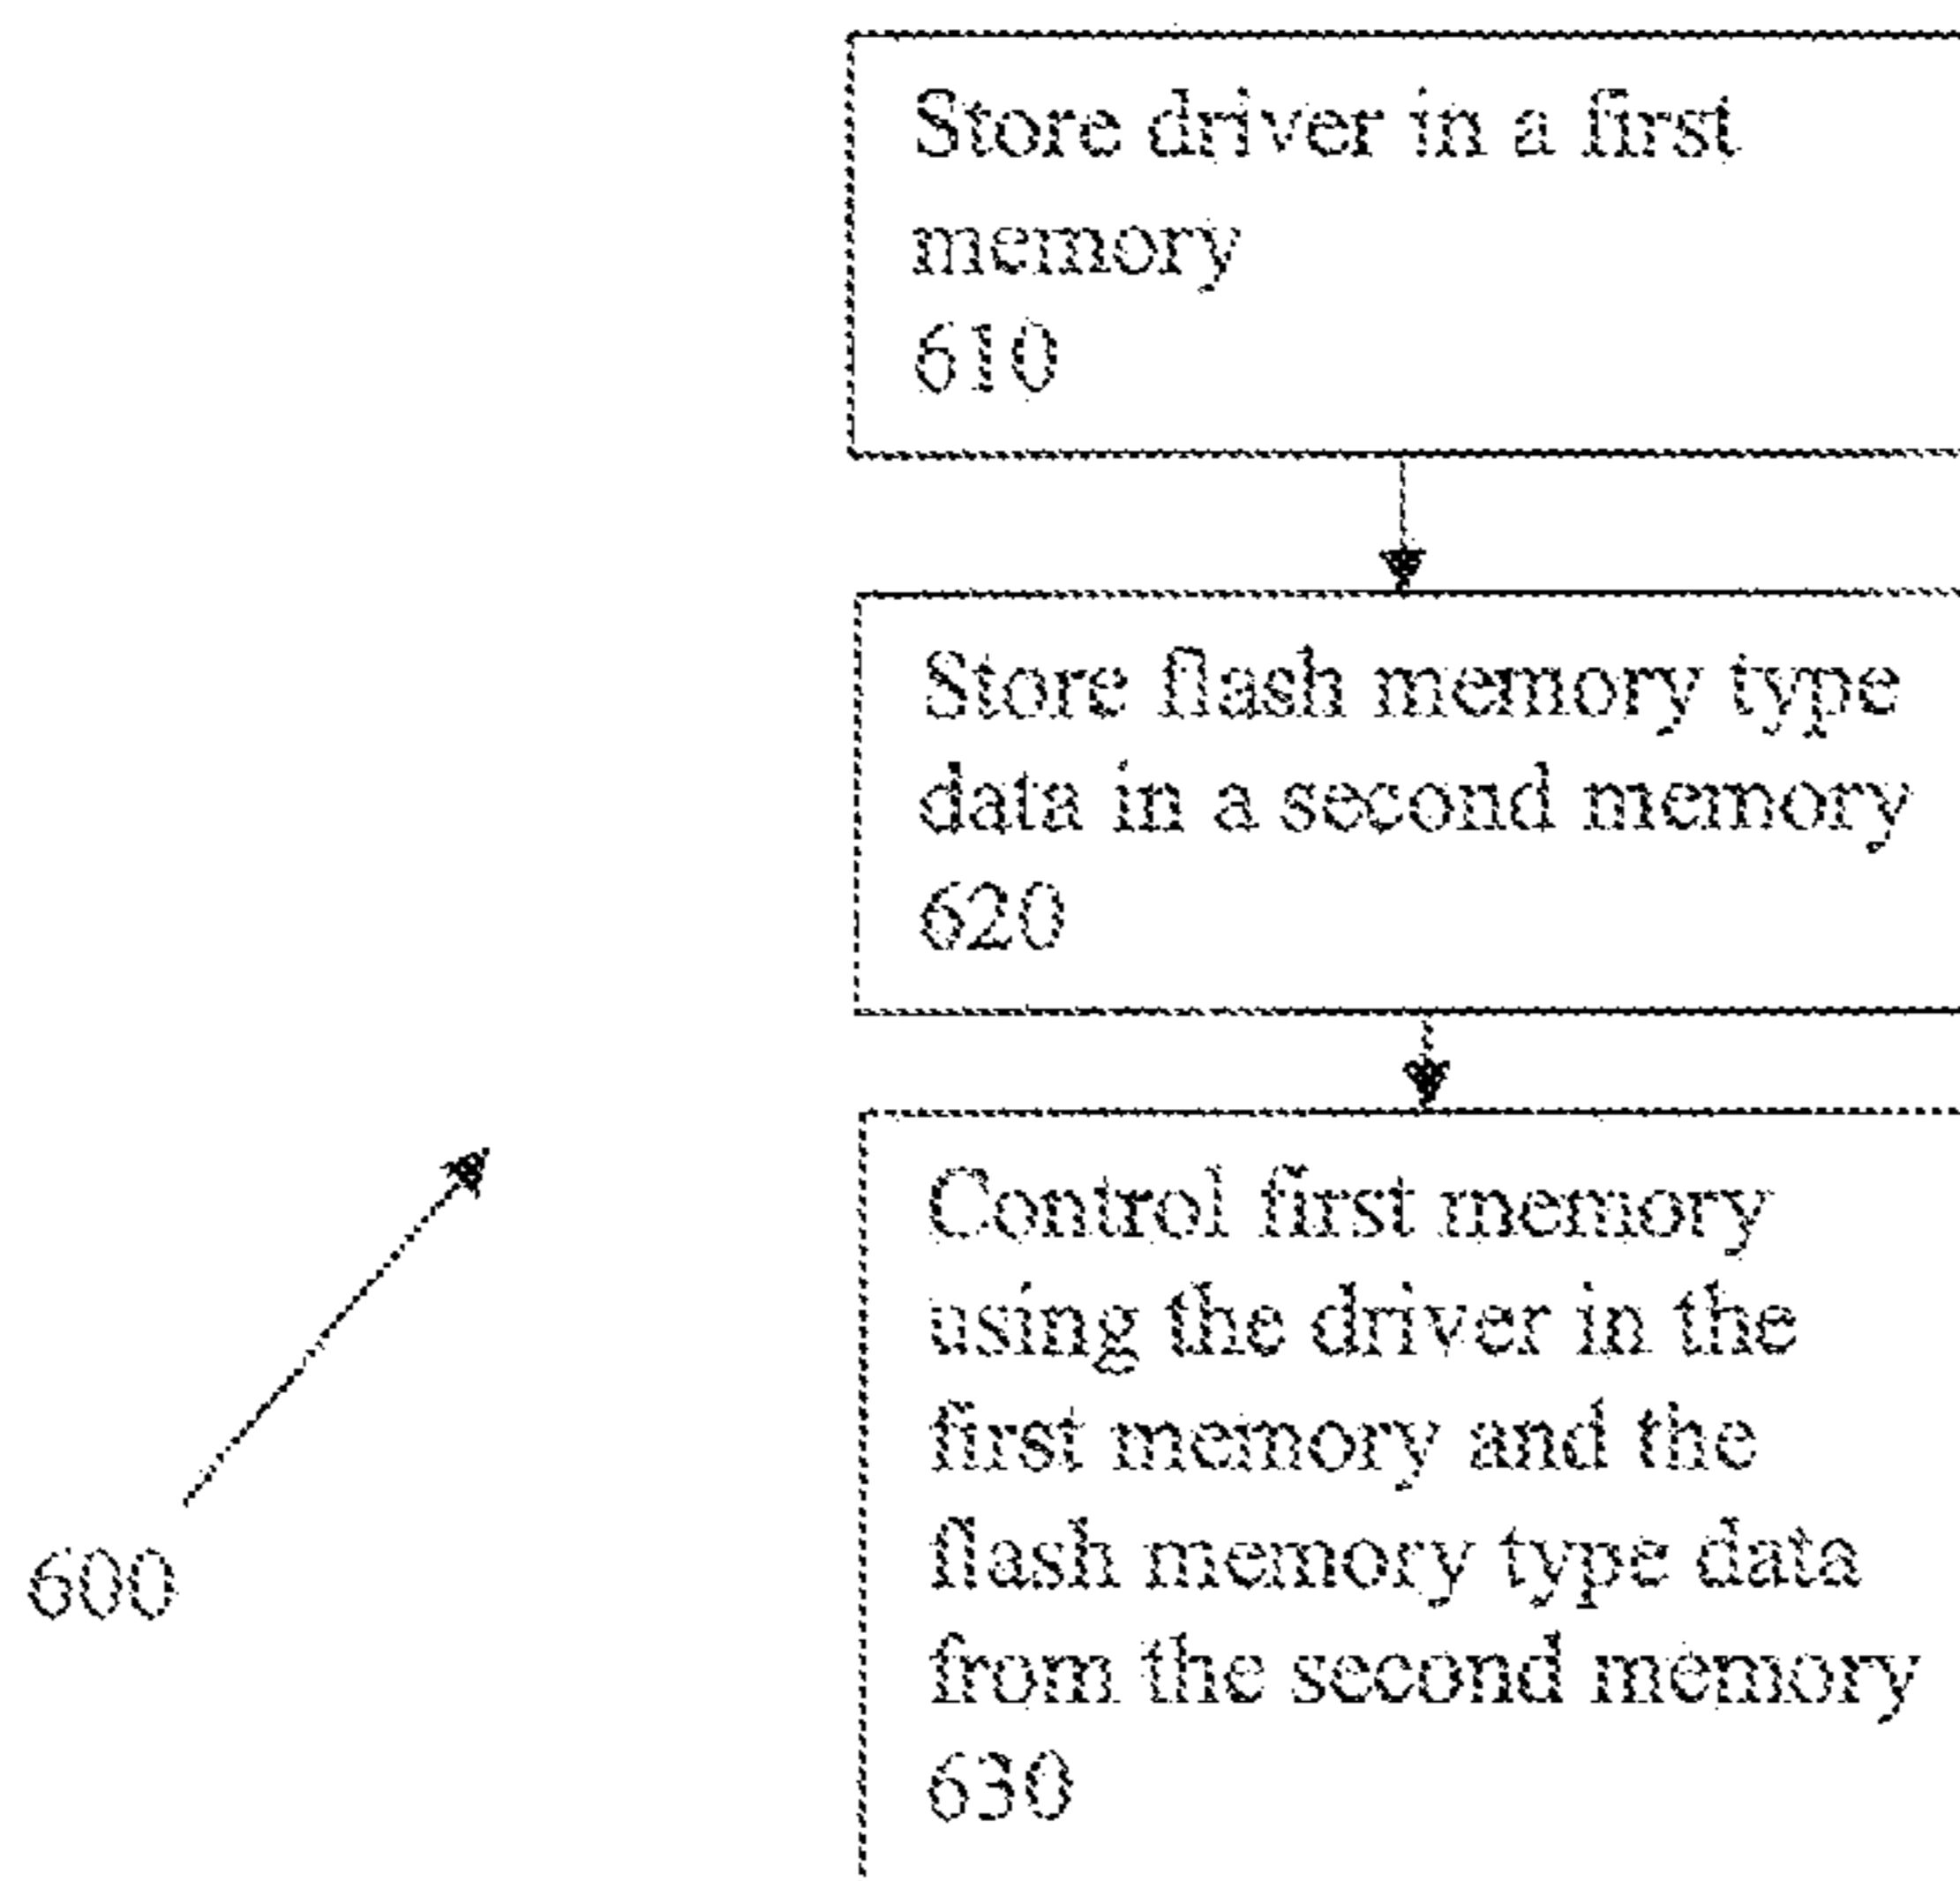 Store driver in a first
memory
610
Store flash memory type
data in a second memory
620
Control first memory
using the driver in the
first memory and the
flash memory type data
from the second memory
630
600